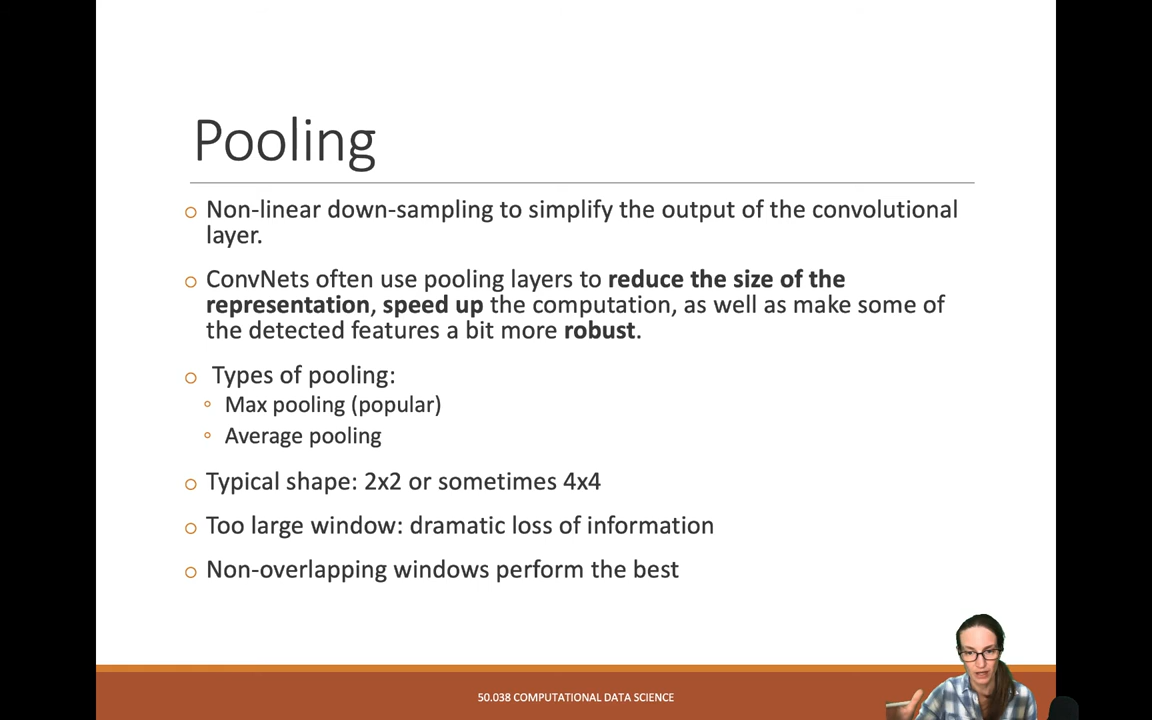 Pooling
Non-linear down-sampling to simplify the output of the convolutional
layer.
ConvNets often use pooling layers to reduce the size of the
representation, speed up the computation, as well as make some of
the detected features a bit more robust.
Types of pooling:
Max pooling (popular)
Average pooling
Typical shape: 2x2 or sometimes 4x4
Too large window: dramatic loss of information
Non-overlapping windows perform the best
50.038 COMPUTATIONAL DATA SCIENCE